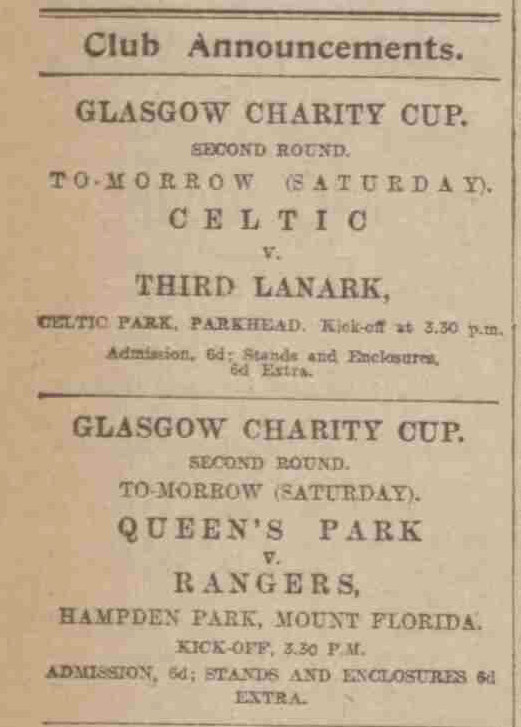 Club Announcements.
GLASGOW CHARITY CUP.
SECOND ROUND.
TO-MORROW (SATURDAY).
CELTIC
v.
THIRD LANARK,
CELTIC PARK, PARKHEAD. Kick-off at 3.30 p.m.
Admission, 6d; Stands and Enclosures,
6d Extra.
GLASGOW CHARITY CUP.
SECOND ROUND.
TO-MORROW (SATURDAY).
QUEEN'S PARK
v.
RANGERS,
HAMPDEN PARK, MOUNT FLORIDA.
KICK-OFF, 3.30 P.M.
ADMISSION, 6d; STANDS AND ENCLOSURES 6d
EXTRA.